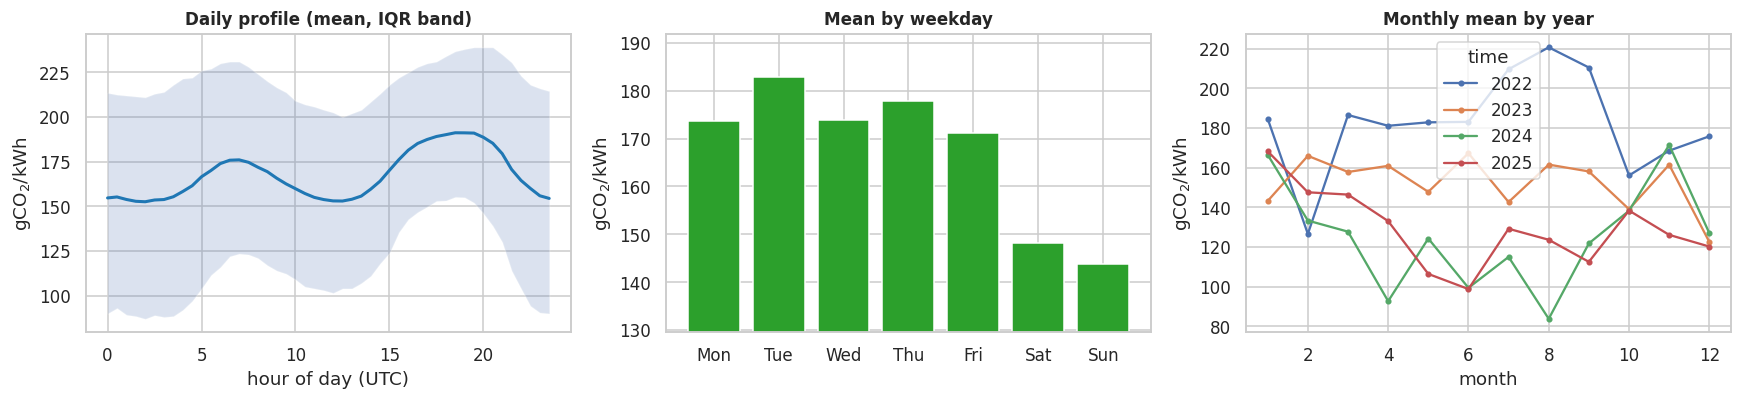 Daily profile (mean, IQR band)
gCO₂/kWh
225
200
175
150
125
100
0 5 10 15 20
hour of day (UTC)
Mean by weekday
gCO₂/kWh
190
180
170
160
150
140
130
Mon Tue Wed Thu Fri Sat Sun
Monthly mean by year
gCO₂/kWh
220
200
180
160
140
120
100
80
time
2022
2023
2024
2025
2 4 6 8 10 12
month